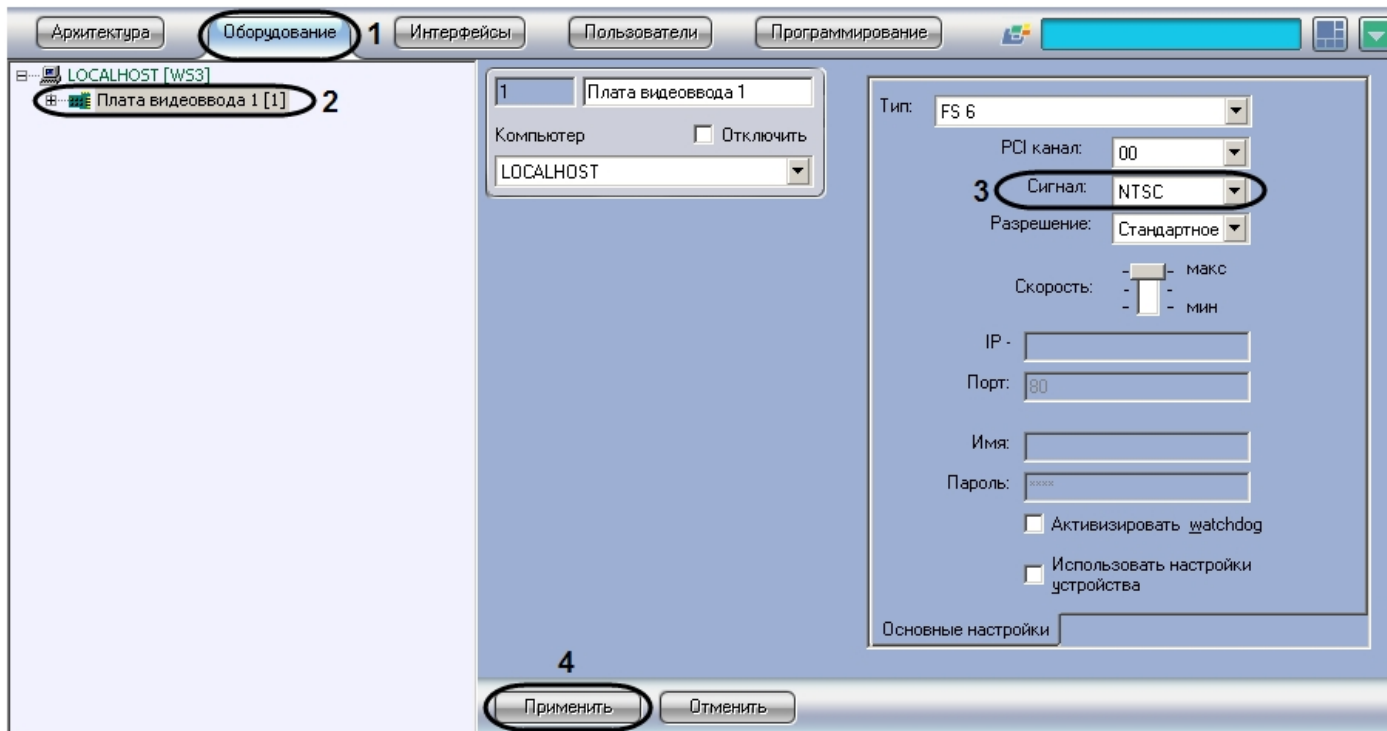 Архитектура Оборудование 1 Интерфейсы Пользователи Программирование
LOCALHOST [WS3]
Плата видеоввода 1 [1] 2
1 Плата видеоввода 1
Компьютер Отключить
LOCALHOST
Тип: FS 6
PCI канал: 00
3 Сигнал: NTSC
Разрешение: Стандартное
Скорость: макс
мин
IP -
Порт: 80
Имя:
Пароль: ****
Активизировать watchdog
Использовать настройки
устройства
Основные настройки
4
Применить Отменить